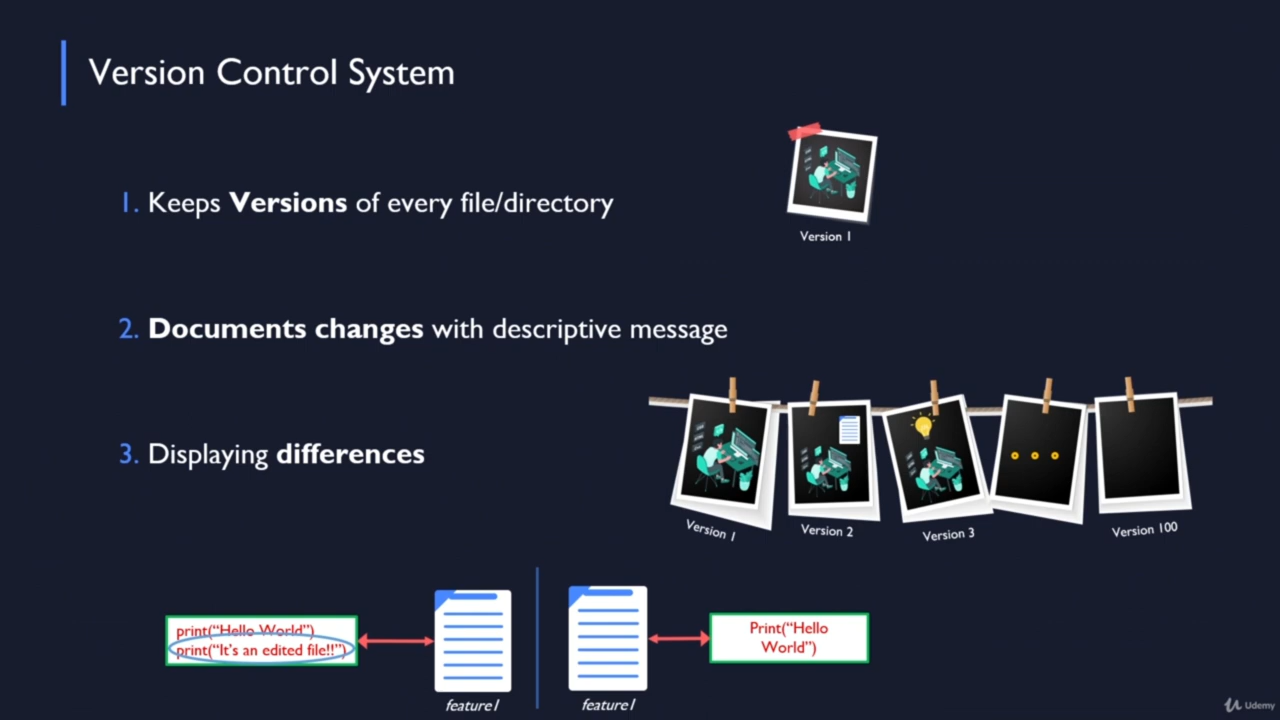 Version Control System
1. Keeps Versions of every file/directory
Version 1
2. Documents changes with descriptive message
3. Displaying differences
Version 1
Version 2
Version 3
Version 100
print(“Hello World”)
print(“It’s an edited file!!”)
feature1
feature1
Print(“Hello
World”)
Udemy